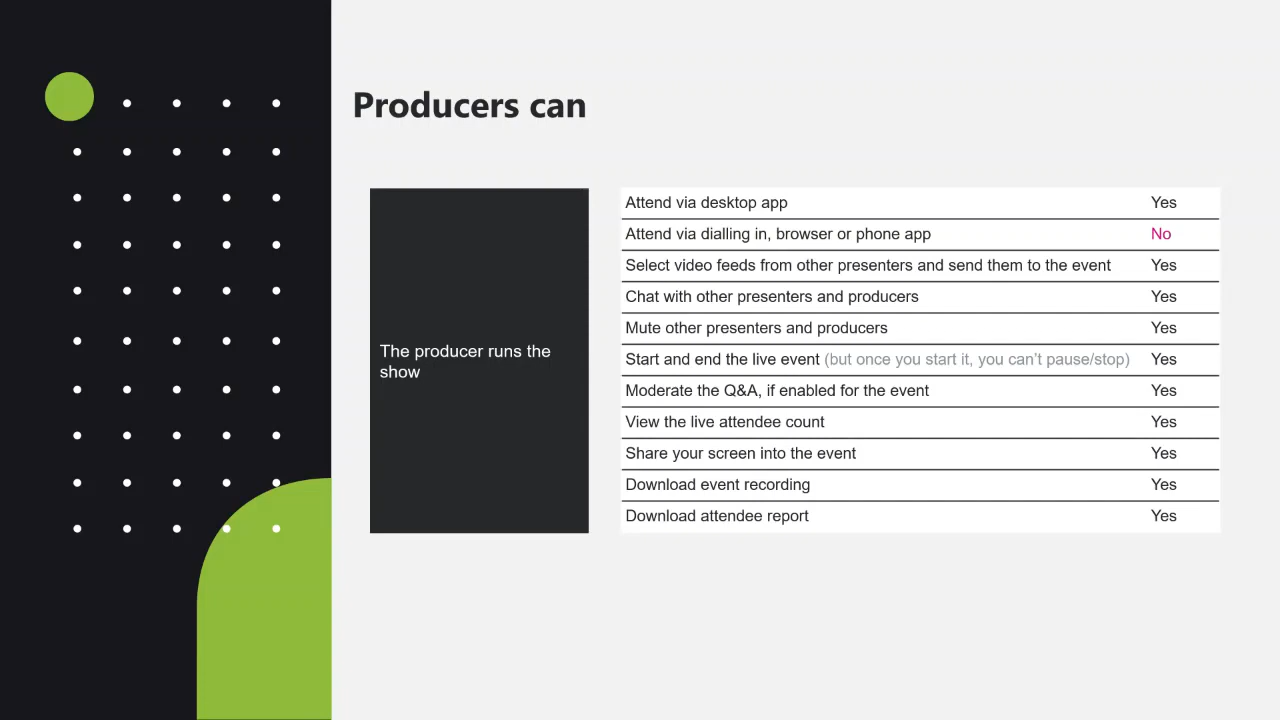 Producers can
The producer runs the
show
Attend via desktop app Yes
Attend via dialling in, browser or phone app No
Select video feeds from other presenters and send them to the event Yes
Chat with other presenters and producers Yes
Mute other presenters and producers Yes
Start and end the live event (but once you start it, you can’t pause/stop) Yes
Moderate the Q&A, if enabled for the event Yes
View the live attendee count Yes
Share your screen into the event Yes
Download event recording Yes
Download attendee report Yes